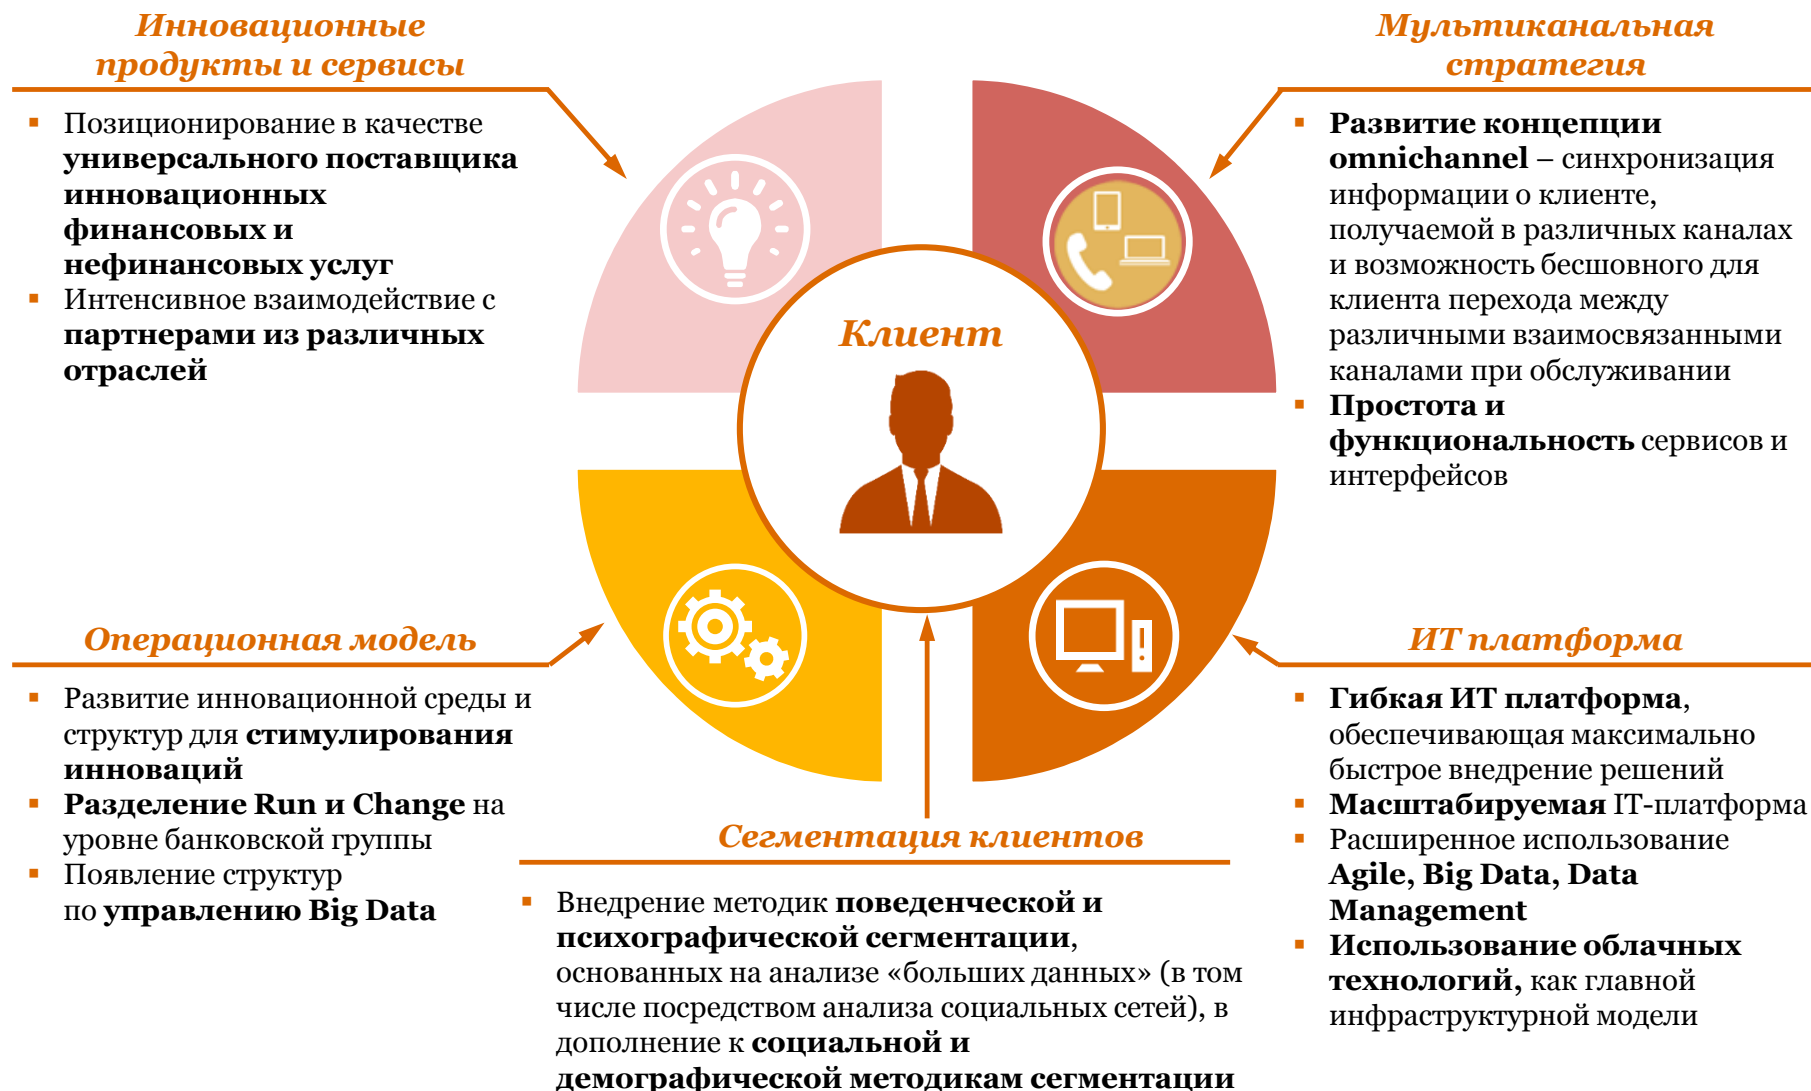 Инновационные
продукты и сервисы
▪ Позиционирование в качестве
универсального поставщика
инновационных
финансовых и
нефинансовых услуг
▪ Интенсивное взаимодействие с
партнерами из различных
отраслей
Мультиканальная
стратегия
▪ Развитие концепции
omnichannel – синхронизация
информации о клиенте,
получаемой в различных каналах
и возможность бесшовного для
клиента перехода между
различными взаимосвязанными
каналами при обслуживании
▪ Простота и
функциональность сервисов и
интерфейсов
Клиент
Операционная модель
▪ Развитие инновационной среды и
структур для стимулирования
инноваций
▪ Разделение Run и Change на
уровне банковской группы
▪ Появление структур
по управлению Big Data
Сегментация клиентов
▪ Внедрение методик поведенческой и
психографической сегментации,
основанных на анализе «больших данных» (в том
числе посредством анализа социальных сетей), в
дополнение к социальной и
демографической методикам сегментации
ИТ платформа
▪ Гибкая ИТ платформа,
обеспечивающая максимально
быстрое внедрение решений
▪ Масштабируемая IT-платформа
▪ Расширенное использование
Agile, Big Data, Data
Management
▪ Использование облачных
технологий, как главной
инфраструктурной модели